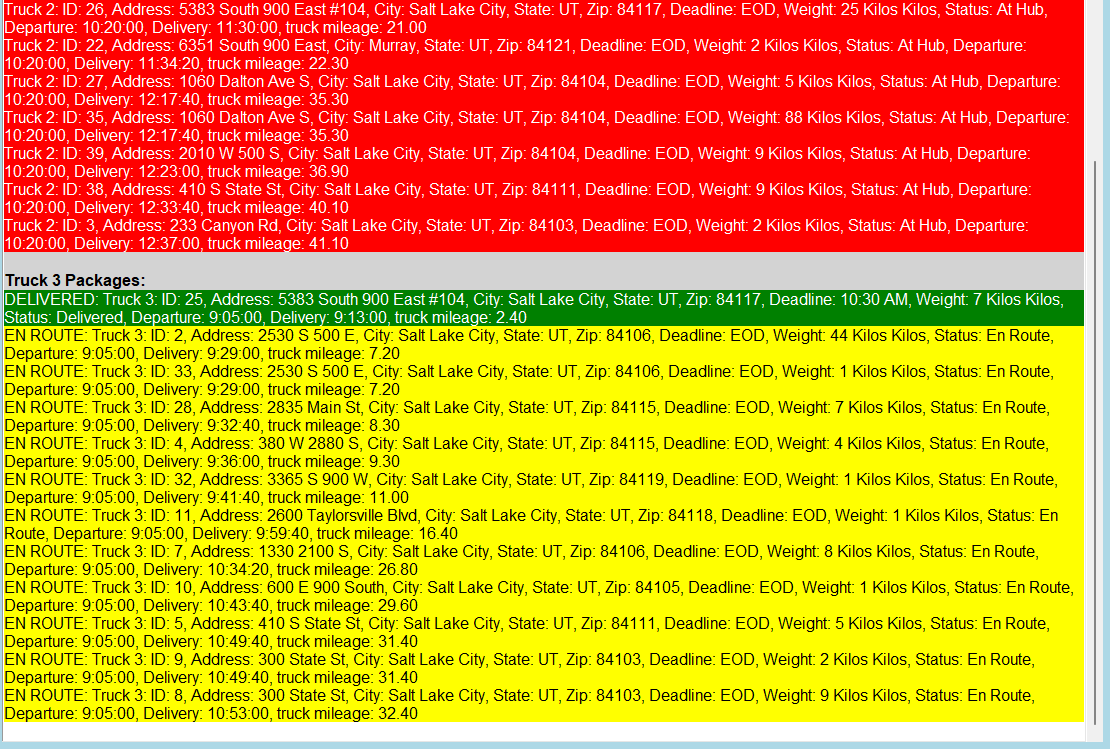 Truck 2: ID: 26, Address: 5383 South 900 East #104, City: Salt Lake City, State: UT, Zip: 84117, Deadline: EOD, Weight: 25 Kilos Kilos, Status: At Hub,
Departure: 10:20:00, Delivery: 11:30:00, truck mileage: 21.00
Truck 2: ID: 22, Address: 6351 South 900 East, City: Murray, State: UT, Zip: 84121, Deadline: EOD, Weight: 2 Kilos Kilos, Status: At Hub, Departure:
10:20:00, Delivery: 11:34:20, truck mileage: 22.30
Truck 2: ID: 27, Address: 1060 Dalton Ave S, City: Salt Lake City, State: UT, Zip: 84104, Deadline: EOD, Weight: 5 Kilos Kilos, Status: At Hub, Departure:
10:20:00, Delivery: 12:17:40, truck mileage: 35.30
Truck 2: ID: 35, Address: 1060 Dalton Ave S, City: Salt Lake City, State: UT, Zip: 84104, Deadline: EOD, Weight: 88 Kilos Kilos, Status: At Hub, Departure:
10:20:00, Delivery: 12:17:40, truck mileage: 35.30
Truck 2: ID: 39, Address: 2010 W 500 S, City: Salt Lake City, State: UT, Zip: 84104, Deadline: EOD, Weight: 9 Kilos Kilos, Status: At Hub, Departure:
10:20:00, Delivery: 12:23:00, truck mileage: 36.90
Truck 2: ID: 38, Address: 410 S State St, City: Salt Lake City, State: UT, Zip: 84111, Deadline: EOD, Weight: 9 Kilos Kilos, Status: At Hub, Departure:
10:20:00, Delivery: 12:33:40, truck mileage: 40.10
Truck 2: ID: 3, Address: 233 Canyon Rd, City: Salt Lake City, State: UT, Zip: 84103, Deadline: EOD, Weight: 2 Kilos Kilos, Status: At Hub, Departure:
10:20:00, Delivery: 12:37:00, truck mileage: 41.10
Truck 3 Packages:
DELIVERED: Truck 3: ID: 25, Address: 5383 South 900 East #104, City: Salt Lake City, State: UT, Zip: 84117, Deadline: 10:30 AM, Weight: 7 Kilos Kilos,
Status: Delivered, Departure: 9:05:00, Delivery: 9:13:00, truck mileage: 2.40
EN ROUTE: Truck 3: ID: 2, Address: 2530 S 500 E, City: Salt Lake City, State: UT, Zip: 84106, Deadline: EOD, Weight: 44 Kilos Kilos, Status: En Route,
Departure: 9:05:00, Delivery: 9:29:00, truck mileage: 7.20
EN ROUTE: Truck 3: ID: 33, Address: 2530 S 500 E, City: Salt Lake City, State: UT, Zip: 84106, Deadline: EOD, Weight: 1 Kilos Kilos, Status: En Route,
Departure: 9:05:00, Delivery: 9:29:00, truck mileage: 7.20
EN ROUTE: Truck 3: ID: 28, Address: 2835 Main St, City: Salt Lake City, State: UT, Zip: 84115, Deadline: EOD, Weight: 7 Kilos Kilos, Status: En Route,
Departure: 9:05:00, Delivery: 9:32:40, truck mileage: 8.30
EN ROUTE: Truck 3: ID: 4, Address: 380 W 2880 S, City: Salt Lake City, State: UT, Zip: 84115, Deadline: EOD, Weight: 4 Kilos Kilos, Status: En Route,
Departure: 9:05:00, Delivery: 9:36:00, truck mileage: 9.30
EN ROUTE: Truck 3: ID: 32, Address: 3365 S 900 W, City: Salt Lake City, State: UT, Zip: 84119, Deadline: EOD, Weight: 1 Kilos Kilos, Status: En Route,
Departure: 9:05:00, Delivery: 9:41:40, truck mileage: 11.00
EN ROUTE: Truck 3: ID: 11, Address: 2600 Taylorsville Blvd, City: Salt Lake City, State: UT, Zip: 84118, Deadline: EOD, Weight: 1 Kilos Kilos, Status: En
Route, Departure: 9:05:00, Delivery: 9:59:40, truck mileage: 16.40
EN ROUTE: Truck 3: ID: 7, Address: 1330 2100 S, City: Salt Lake City, State: UT, Zip: 84106, Deadline: EOD, Weight: 8 Kilos Kilos, Status: En Route,
Departure: 9:05:00, Delivery: 10:34:20, truck mileage: 26.80
EN ROUTE: Truck 3: ID: 10, Address: 600 E 900 South, City: Salt Lake City, State: UT, Zip: 84105, Deadline: EOD, Weight: 1 Kilos Kilos, Status: En Route,
Departure: 9:05:00, Delivery: 10:43:40, truck mileage: 29.60
EN ROUTE: Truck 3: ID: 5, Address: 410 S State St, City: Salt Lake City, State: UT, Zip: 84111, Deadline: EOD, Weight: 5 Kilos Kilos, Status: En Route,
Departure: 9:05:00, Delivery: 10:49:40, truck mileage: 31.40
EN ROUTE: Truck 3: ID: 9, Address: 300 State St, City: Salt Lake City, State: UT, Zip: 84103, Deadline: EOD, Weight: 2 Kilos Kilos, Status: En Route,
Departure: 9:05:00, Delivery: 10:49:40, truck mileage: 31.40
EN ROUTE: Truck 3: ID: 8, Address: 300 State St, City: Salt Lake City, State: UT, Zip: 84103, Deadline: EOD, Weight: 9 Kilos Kilos, Status: En Route,
Departure: 9:05:00, Delivery: 10:53:00, truck mileage: 32.40